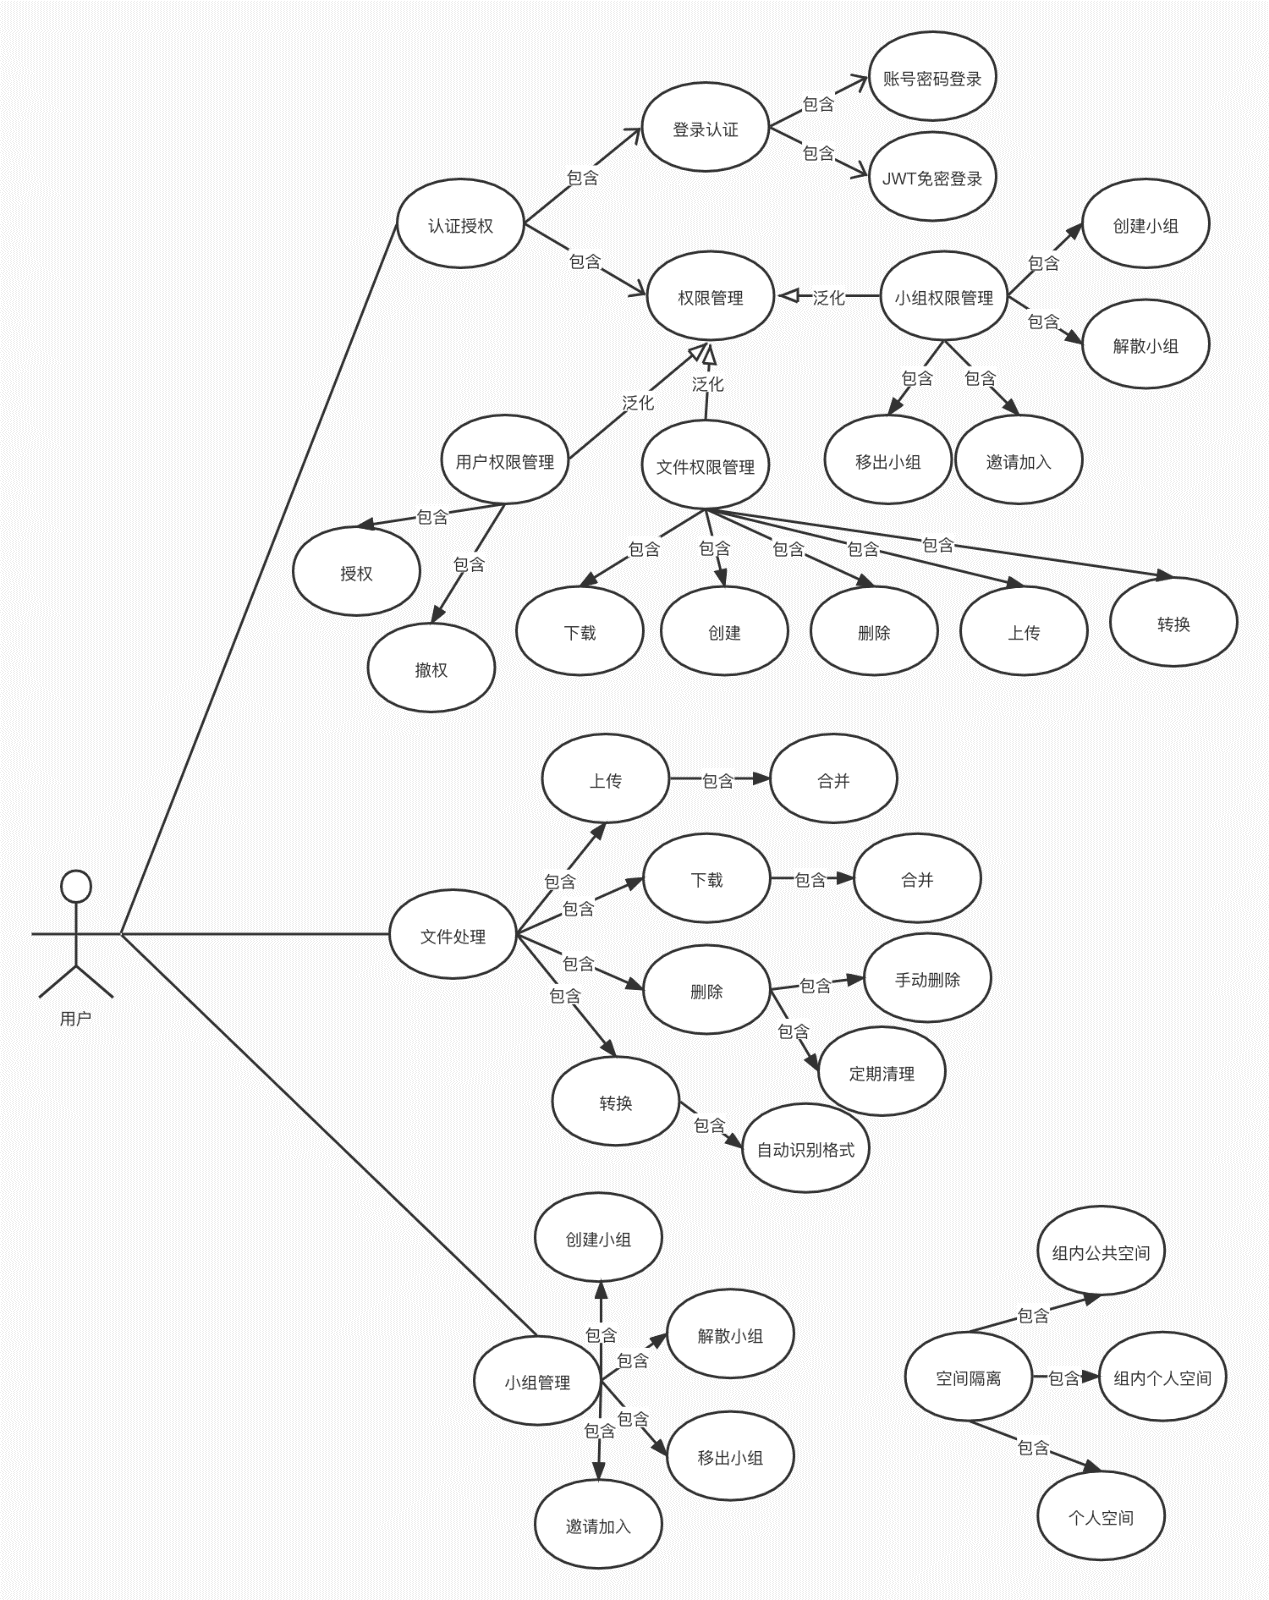 账号密码登录
包含
登录认证
包含
JWT免密登录
包含
认证授权
包含
创建小组
包含
权限管理
泛化
小组权限管理
包含
解散小组
泛化
泛化
包含
包含
用户权限管理
文件权限管理
移出小组
邀请加入
包含
包含
包含
包含
包含
包含
包含
授权
撤权
下载
创建
删除
上传
转换
上传
包含
合并
包含
下载
包含
合并
包含
文件处理
包含
删除
包含
手动删除
包含
包含
定期清理
用户
转换
包含
自动识别格式
创建小组
包含
解散小组
包含
小组管理
包含
包含
移出小组
邀请加入
组内公共空间
包含
空间隔离
包含
组内个人空间
包含
个人空间